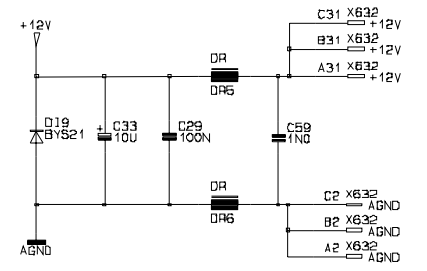 C31 X632
+12V
+12V
B31 X632
+12V
DR
A31 X632
+12V
DR5
DI9
BYS21
C33
10U
+
C29
100N
C59
1N0
DR
DR6
C2 X632
AGND
B2 X632
AGND
A2 X632
AGND
AGND